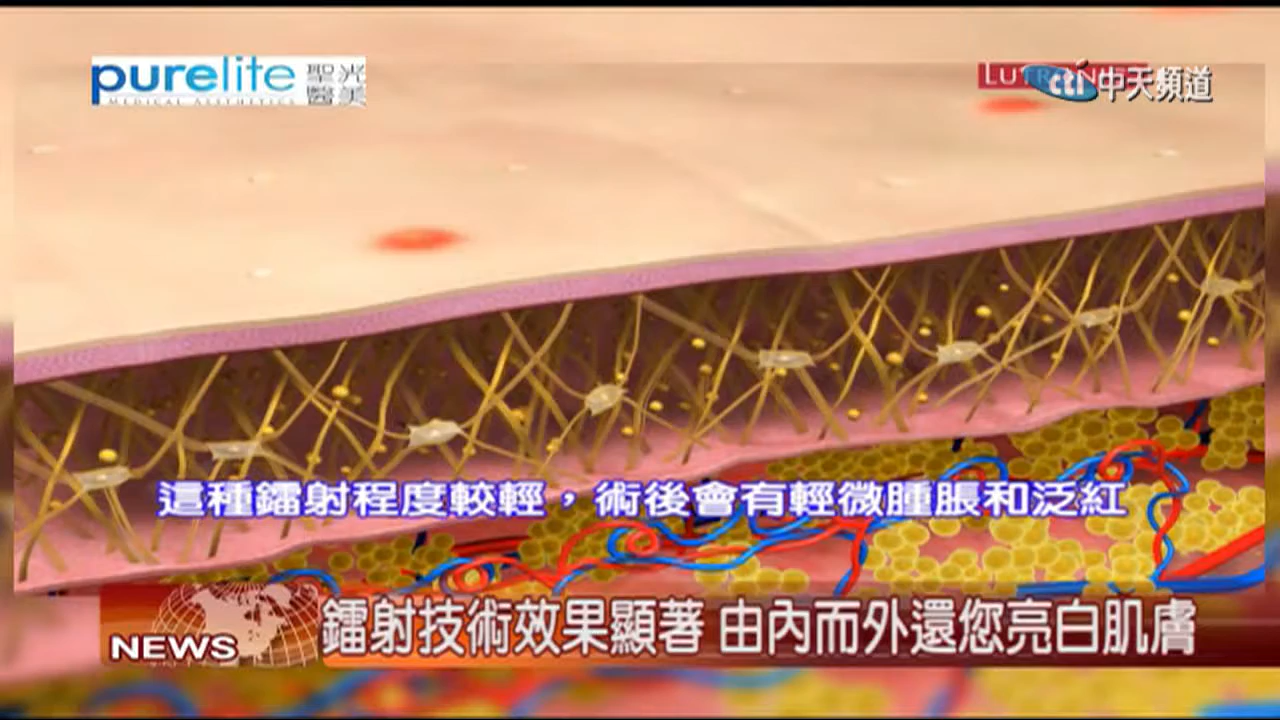 purelite 聖光
MEDICAL AESTHETICS 醫美
LUTRONIC
cti 中天頻道
這種鐳射程度較輕，術後會有輕微腫脹和泛紅
NEWS
鐳射技術效果顯著 由內而外還您亮白肌膚